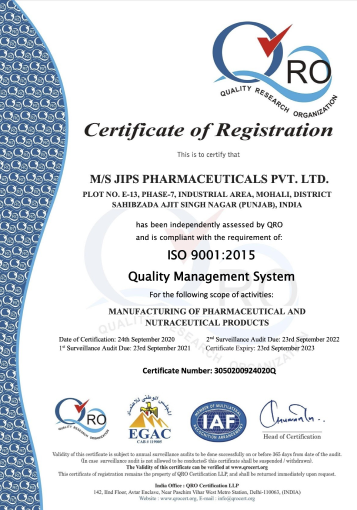 QRO
QUALITY RESEARCH ORGANIZATION
Certificate of Registration
This is to certify that
M/S JIPS PHARMACEUTICALS PVT. LTD.
PLOT NO. E-13, PHASE-7, INDUSTRIAL AREA, MOHALI, DISTRICT
SAHIBZADA AJIT SINGH NAGAR (PUNJAB), INDIA
has been independently assessed by QRO
and is compliant with the requirement of:
ISO 9001:2015
Quality Management System
For the following scope of activities:
MANUFACTURING OF PHARMACEUTICAL AND
NUTRACEUTICAL PRODUCTS
Date of Certification: 24th September 2020
2nd Surveillance Audit Due: 23rd September 2022
1st Surveillance Audit Due: 23rd September 2021
Certificate Expiry: 23rd September 2023
Certificate Number: 3050200924020Q
QRO
EGAC
IAF
Head of Certification
Validity of this certificate is subject to annual surveillance audits to be done successfully on or before 365 days from date of the audit.
(In case surveillance audit is not allowed to be conducted this certificate shall be suspended / withdrawn).
The Validity of this certificate can be verified at www.qrocert.org
This certificate of registration remains the property of QRO Certification LLP, and shall be returned immediately upon request.
India Office : QRO Certification LLP
142, IInd Floor, Avtar Enclave, Near Paschim Vihar West Metro Station, Delhi-110063, (INDIA)
Website : www.qrocert.org, E-mail : info@qrocert.org